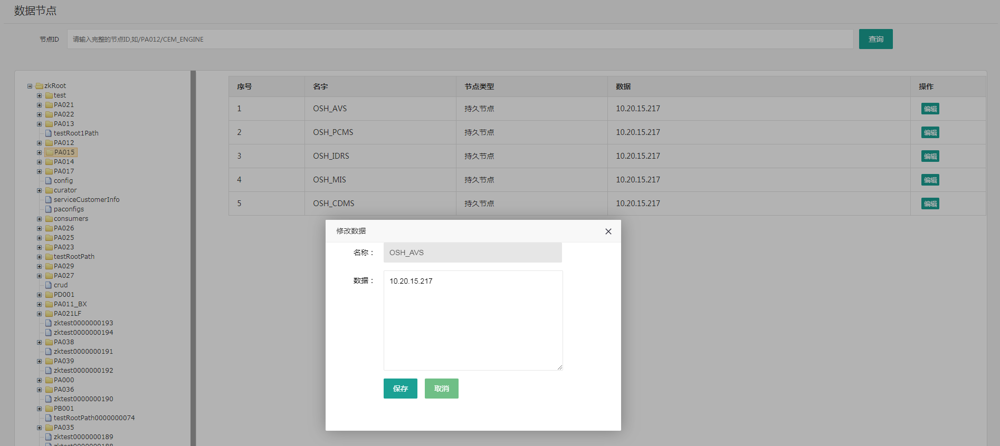 数据节点
节点ID
请输入完整的节点ID,如/PA012/CEM_ENGINE
查询
zkRoot
test
PA021
PA022
PA013
testRoot1Path
PA012
PA015
PA014
PA017
config
curator
serviceCustomerInfo
paconfigs
consumers
PA026
PA025
PA023
testRootPath
PA029
PA027
crud
PD001
PA011_BX
PA021LF
zktest0000000193
zktest0000000194
PA038
zktest0000000191
PA039
zktest0000000192
PA000
PA036
zktest0000000190
PB001
testRootPath0000000074
PA035
zktest0000000189
zktest0000000188
序号 名字 节点类型 数据 操作
1 OSH_AVS 持久节点 10.20.15.217 编辑
2 OSH_PCMS 持久节点 10.20.15.217 编辑
3 OSH_IDRS 持久节点 10.20.15.217 编辑
4 OSH_MIS 持久节点 10.20.15.217 编辑
5 OSH_CDMS 持久节点 10.20.15.217 编辑
修改数据
名称： OSH_AVS
数据： 10.20.15.217
保存 取消